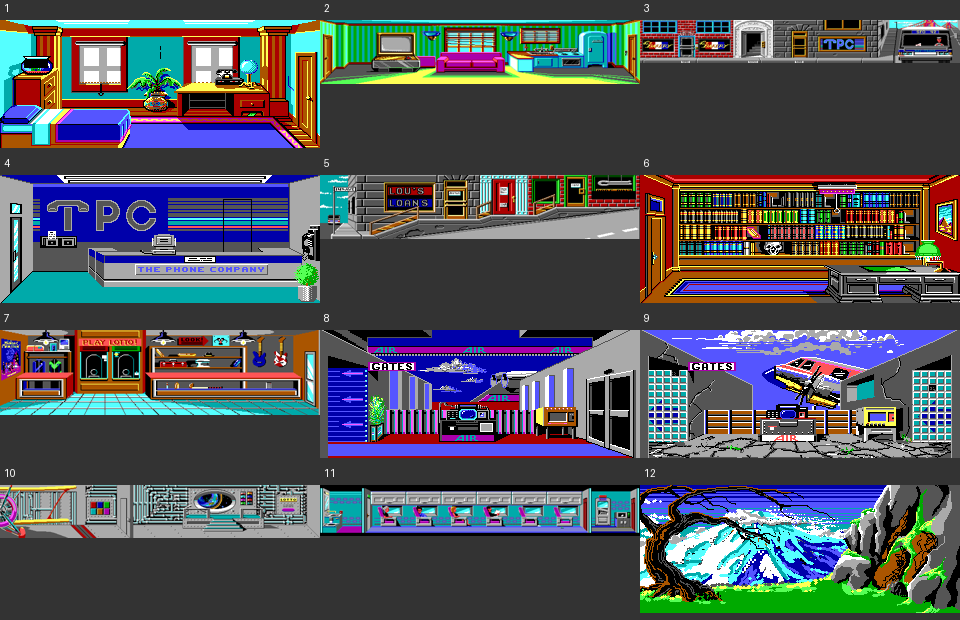 1
2
3
TPC
4
TPC
THE PHONE COMPANY
5
LOU'S
LOANS
6
7
PLAY LOTTO!
8
AIR
AIR
GATES
AIR
AIR
9
GATES
AIR
10
11
12